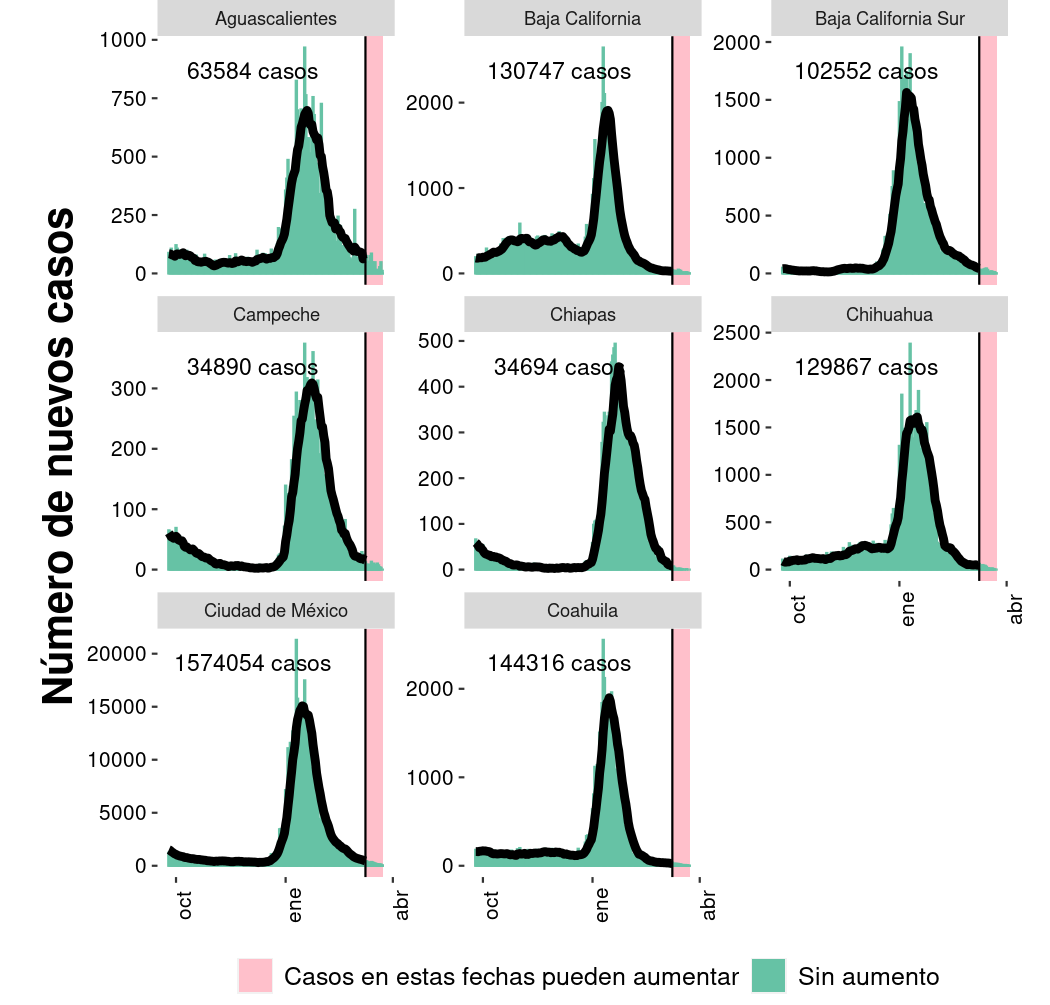 Número de nuevos casos
Aguascalientes
63584 casos
1000
750
500
250
0
Baja California
130747 casos
2000
1000
0
Baja California Sur
102552 casos
2000
1500
1000
500
0
Campeche
34890 casos
300
200
100
0
Chiapas
34694 casos
500
400
300
200
100
0
Chihuahua
129867 casos
2500
2000
1500
1000
500
0
oct
ene
abr
Ciudad de México
1574054 casos
20000
15000
10000
5000
0
oct
ene
abr
Coahuila
144316 casos
2000
1000
0
oct
ene
abr
Casos en estas fechas pueden aumentar
Sin aumento